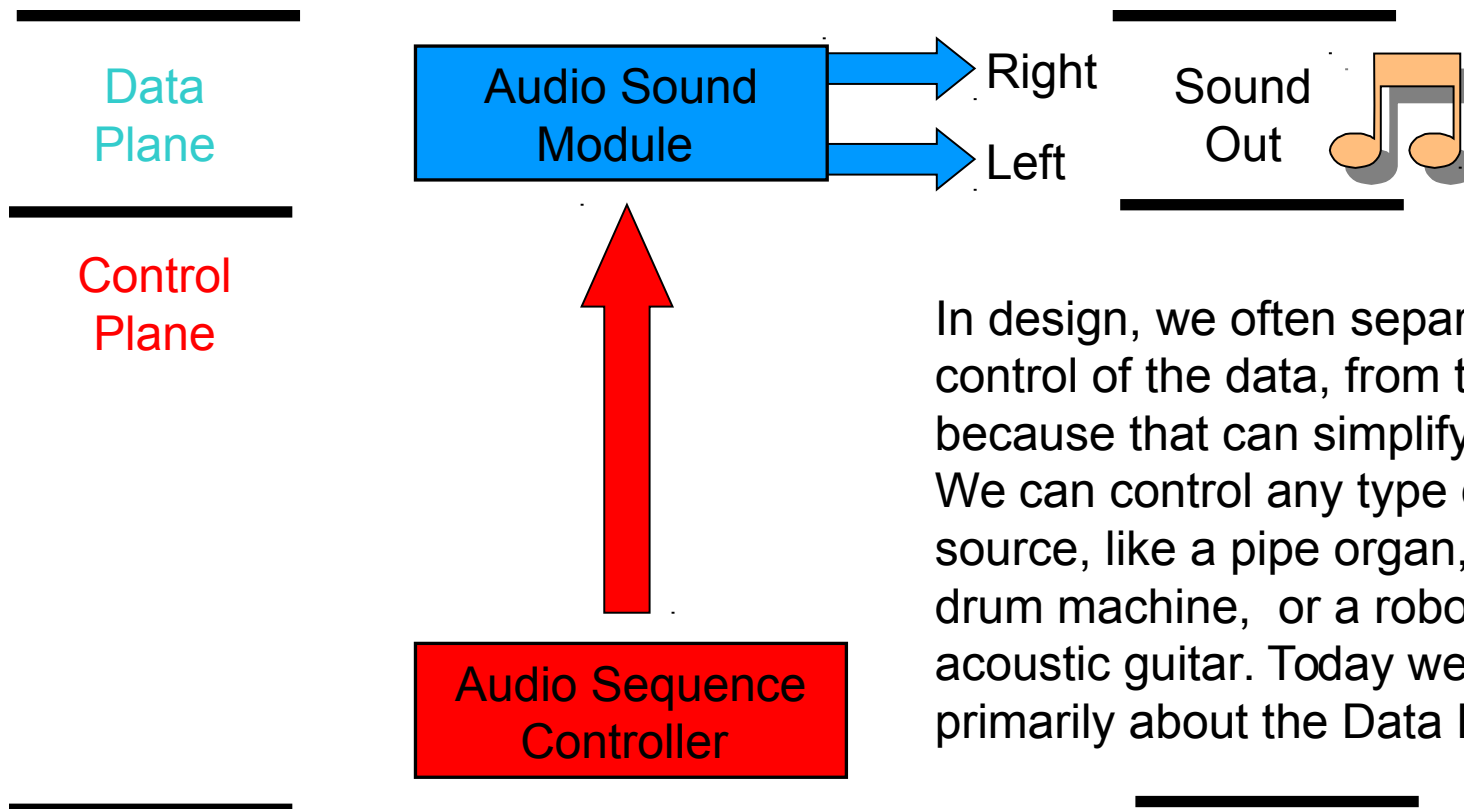 Data
Plane
Audio Sound
Module
Right
Left
Sound
Out
Control
Plane
In design, we often
control of the data, from
because that can simplify
We can control any type
source, like a pipe organ,
drum machine, or a
acoustic guitar. Today we
primarily about the Data
Audio Sequence
Controller